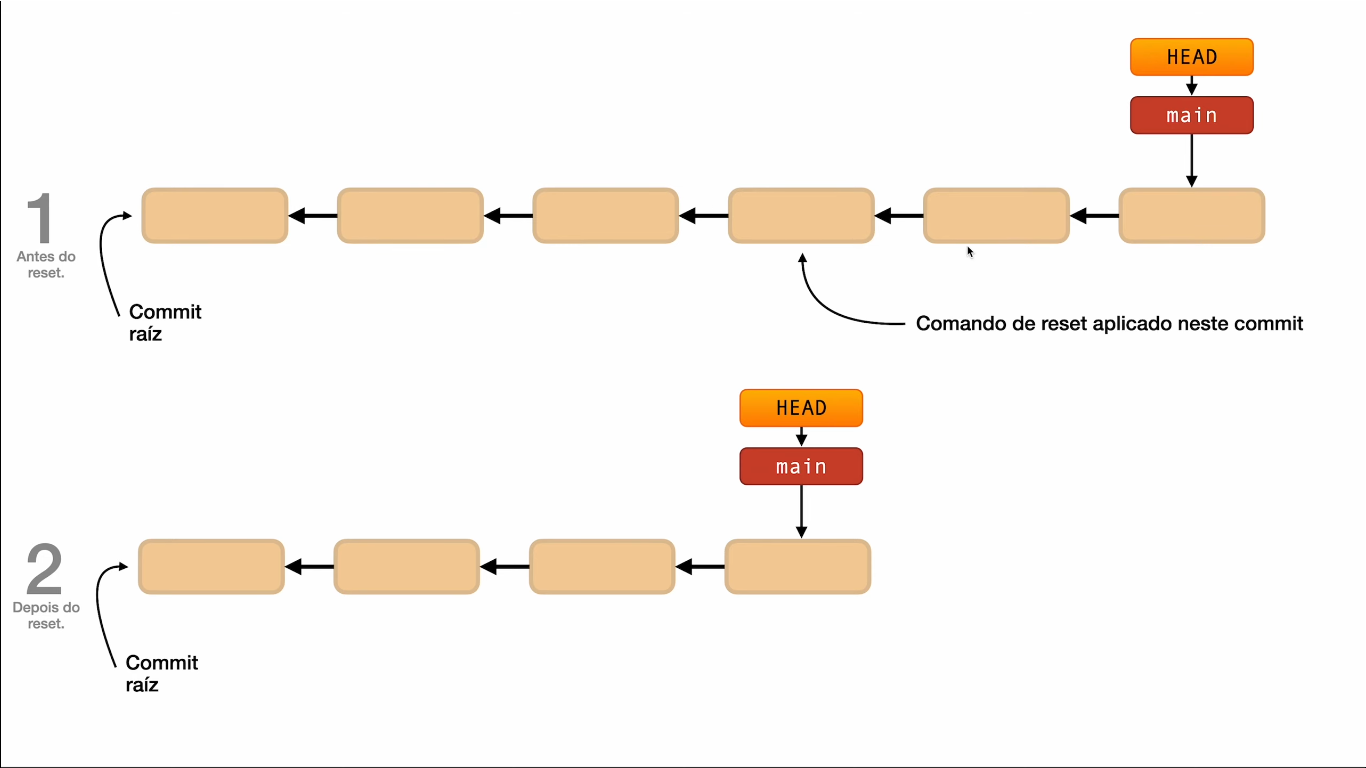 HEAD
main
1
Antes do
reset.
Commit
raíz
Comando de reset aplicado neste commit
HEAD
main
2
Depois do
reset.
Commit
raíz